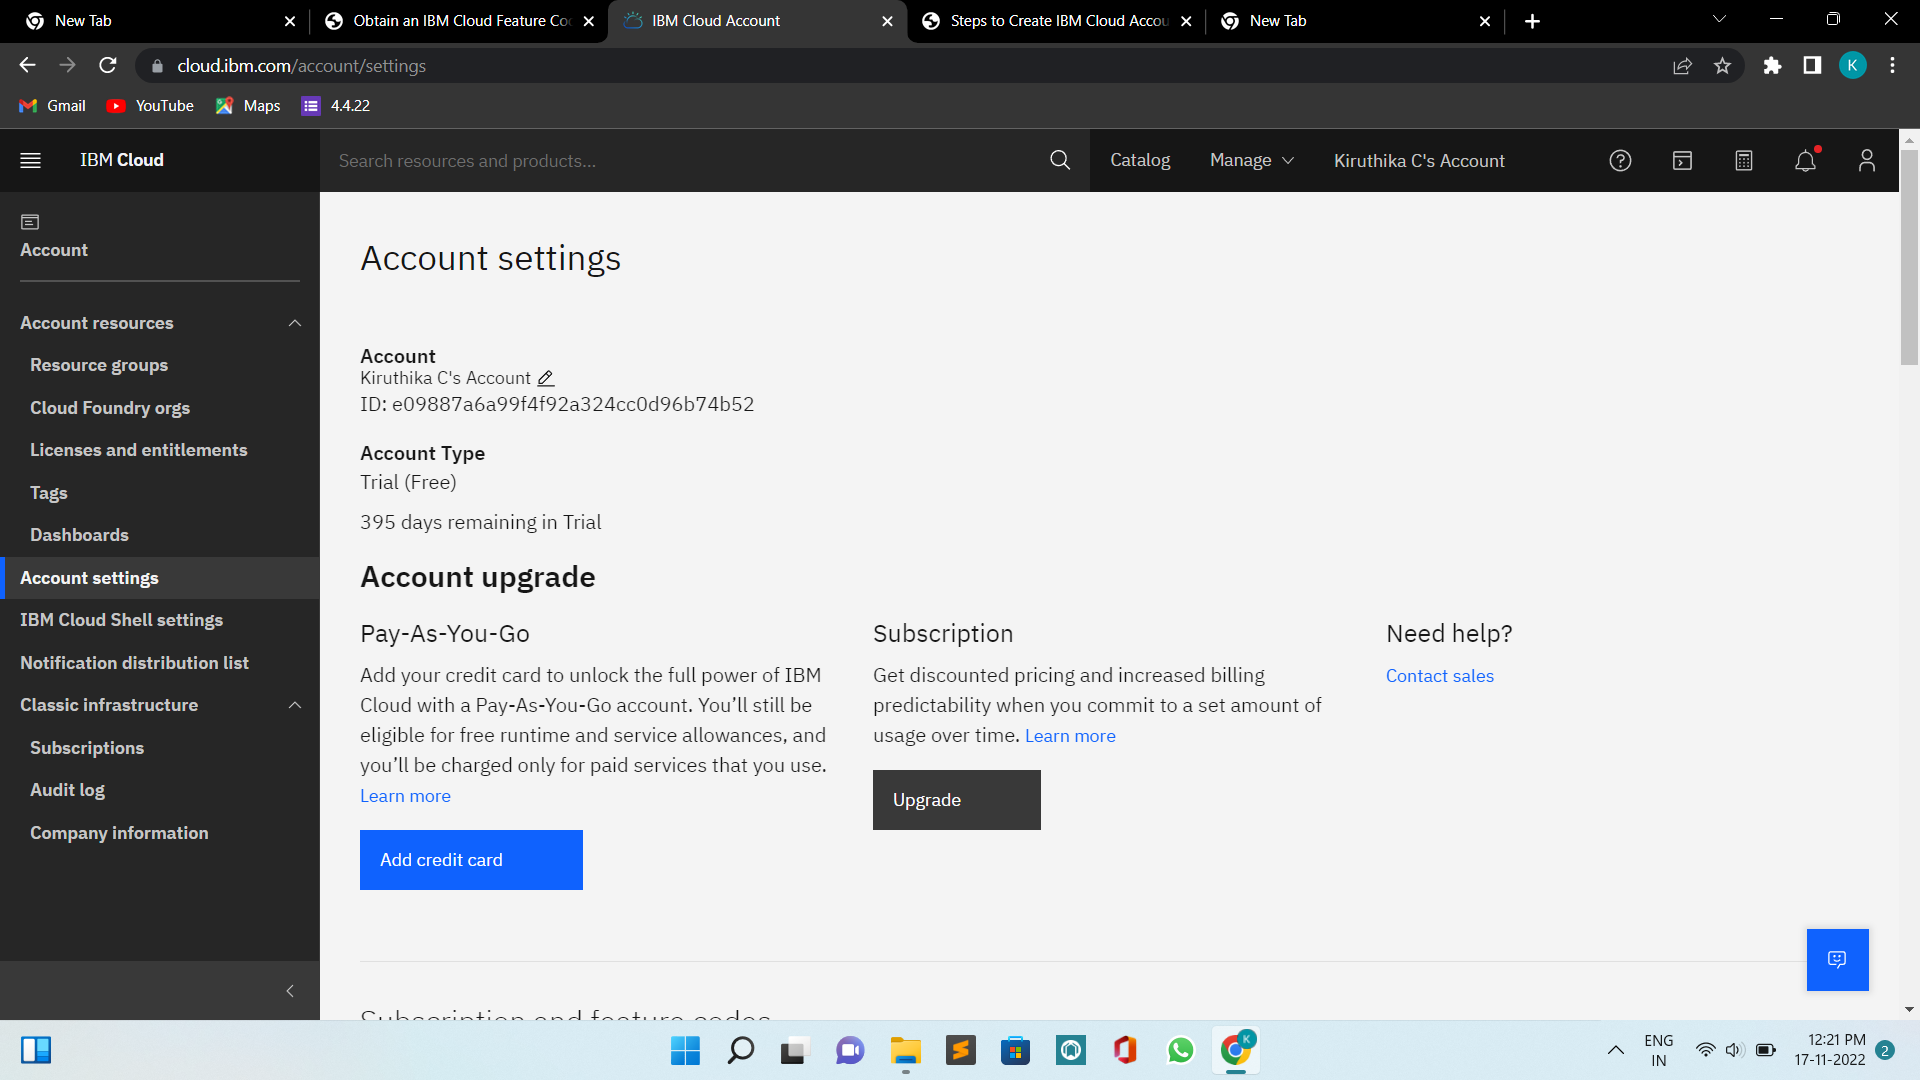 New Tab
Obtain an IBM Cloud Feature Co
IBM Cloud Account
Steps to Create IBM Cloud Accou
New Tab
cloud.ibm.com/account/settings
K
Gmail
YouTube
Maps
4.4.22
IBM Cloud
Search resources and products...
Catalog
Manage
Kiruthika C's Account
Account
Account resources
Resource groups
Cloud Foundry orgs
Licenses and entitlements
Tags
Dashboards
Account settings
IBM Cloud Shell settings
Notification distribution list
Classic infrastructure
Subscriptions
Audit log
Company information
Account settings
Account
Kiruthika C's Account
ID: e09887a6a99f4f92a324cc0d96b74b52
Account Type
Trial (Free)
395 days remaining in Trial
Account upgrade
Pay-As-You-Go
Add your credit card to unlock the full power of IBM
Cloud with a Pay-As-You-Go account. You’ll still be
eligible for free runtime and service allowances, and
you’ll be charged only for paid services that you use.
Learn more
Add credit card
Subscription
Get discounted pricing and increased billing
predictability when you commit to a set amount of
usage over time. Learn more
Upgrade
Need help?
Contact sales
Subscription and feature codes
K
ENG
IN
12:21 PM
17-11-2022
2